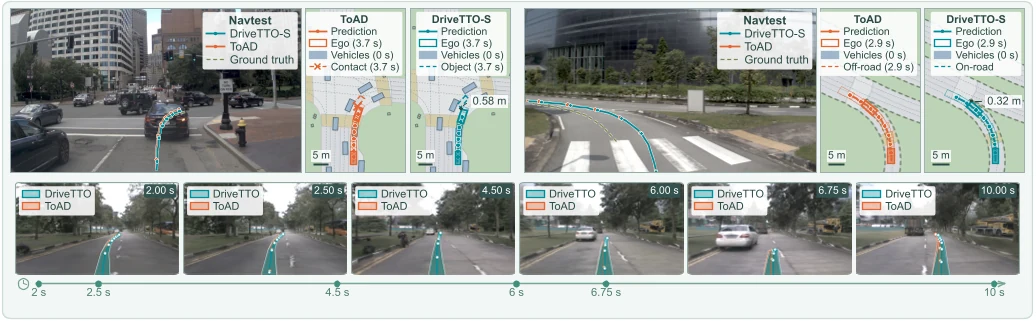 Navtest
DriveTTO-S
ToAD
Ground truth
ToAD
Prediction
Ego (3.7 s)
Vehicles (0 s)
Contact (3.7 s)
5 m
DriveTTO-S
Prediction
Ego (3.7 s)
Vehicles (0 s)
Object (3.7 s)
0.58 m
5 m
Navtest
DriveTTO-S
ToAD
Ground truth
ToAD
Prediction
Ego (2.9 s)
Vehicles (0 s)
Off-road (2.9 s)
5 m
DriveTTO-S
Prediction
Ego (2.9 s)
Vehicles (0 s)
On-road
0.32 m
5 m
DriveTTO
ToAD
2.00 s
DriveTTO
ToAD
2.50 s
DriveTTO
ToAD
4.50 s
DriveTTO
ToAD
6.00 s
DriveTTO
ToAD
6.75 s
DriveTTO
ToAD
10.00 s
2 s
2.5 s
4.5 s
6 s
6.75 s
10 s